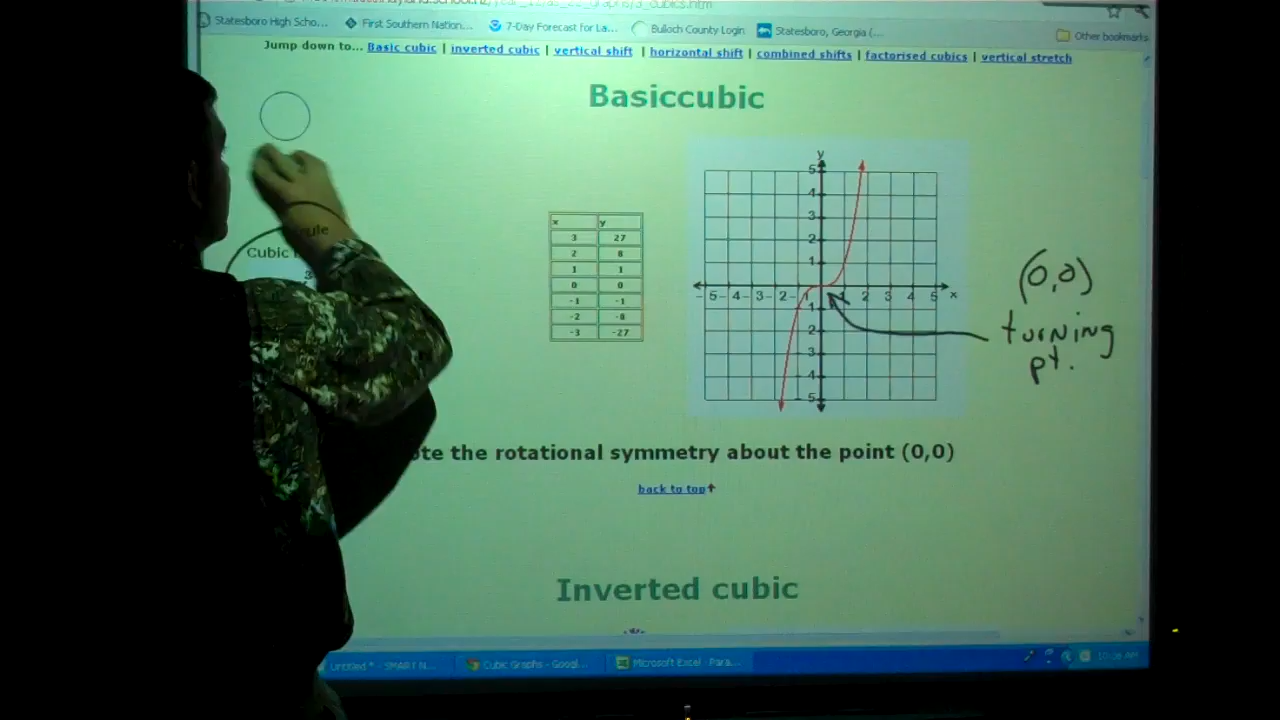 Statesboro High Scho...
First Southern Nation...
7-Day Forecast for La...
Bulloch County Login
Statesboro, Georgia (...
Other bookmarks
Jump down to... Basic cubic | inverted cubic | vertical shift | horizontal shift | combined shifts | factorised cubics | vertical stretch
Basiccubic
Cubic
x y
3 27
2 8
1 1
0 0
-1 -1
-2 -8
-3 -27
y
5
4
3
2
1
-5 -4 -3 -2 -1 1 2 3 4 5 x
-1
-2
-3
-4
-5
(0,0)
turning
pt.
the rotational symmetry about the point (0,0)
back to top
Inverted cubic
untitled * - SMART N...
Cubic Graphs - Googl...
Microsoft Excel - Para...